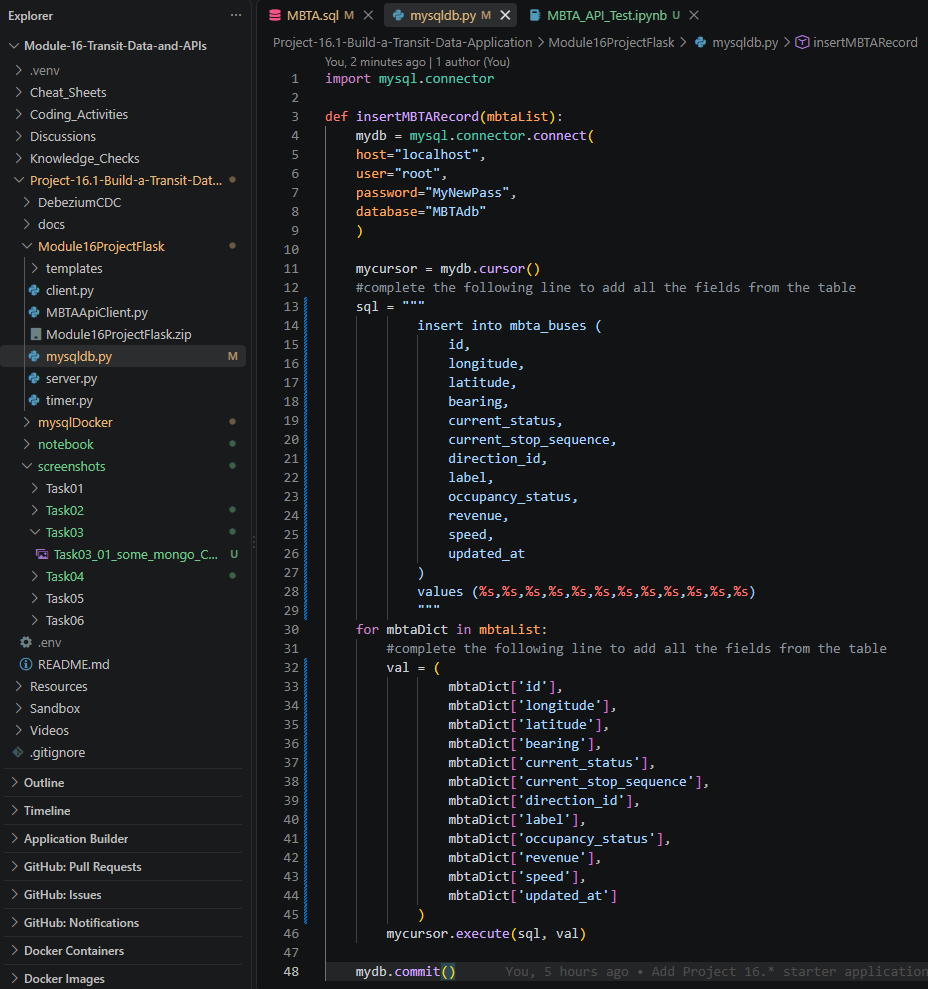 Explorer
Module-16-Transit-Data-and-APIs
.venv
Cheat_Sheets
Coding_Activities
Discussions
Knowledge_Checks
Project-16.1-Build-a-Transit-Dat...
DebeziumCDC
docs
Module16ProjectFlask
templates
client.py
MBTAApiClient.py
Module16ProjectFlask.zip
mysqldb.py M
server.py
timer.py
mysqlDocker
notebook
screenshots
Task01
Task02
Task03
Task03_01_some_mongo_C... U
Task04
Task05
Task06
.env
README.md
Resources
Sandbox
Videos
.gitignore
Outline
Timeline
Application Builder
GitHub: Pull Requests
GitHub: Issues
GitHub: Notifications
Docker Containers
Docker Images
MBTA.sql M
mysqldb.py M
MBTA_API_Test.ipynb U
Project-16.1-Build-a-Transit-Data-Application > Module16ProjectFlask > mysqldb.py > insertMBTARecord
You, 2 minutes ago | 1 author (You)
1 import mysql.connector
2
3 def insertMBTARecord(mbtaList):
4 mydb = mysql.connector.connect(
5 host="localhost",
6 user="root",
7 password="MyNewPass",
8 database="MBTAdb"
9 )
10
11 mycursor = mydb.cursor()
12 #complete the following line to add all the fields from the table
13 sql = """
14 insert into mbta_buses (
15 id,
16 longitude,
17 latitude,
18 bearing,
19 current_status,
20 current_stop_sequence,
21 direction_id,
22 label,
23 occupancy_status,
24 revenue,
25 speed,
26 updated_at
27 )
28 values (%s,%s,%s,%s,%s,%s,%s,%s,%s,%s,%s,%s)
29 """
30 for mbtaDict in mbtaList:
31 #complete the following line to add all the fields from the table
32 val = (
33 mbtaDict['id'],
34 mbtaDict['longitude'],
35 mbtaDict['latitude'],
36 mbtaDict['bearing'],
37 mbtaDict['current_status'],
38 mbtaDict['current_stop_sequence'],
39 mbtaDict['direction_id'],
40 mbtaDict['label'],
41 mbtaDict['occupancy_status'],
42 mbtaDict['revenue'],
43 mbtaDict['speed'],
44 mbtaDict['updated_at']
45 )
46 mycursor.execute(sql, val)
47
48 mydb.commit() You, 5 hours ago • Add Project 16.* starter application